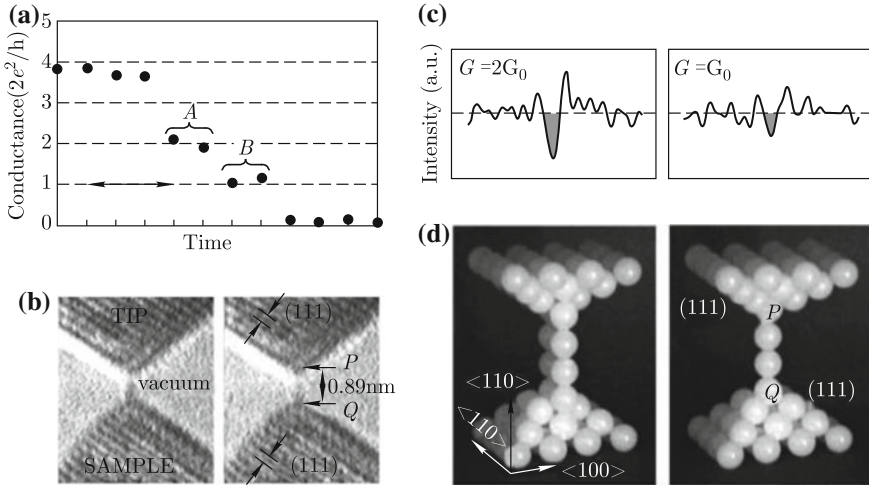 (a)
Conductance(2e²/h)
5
4
3
2
1
0
A
B
Time
(b)
TIP
vacuum
SAMPLE
(111)
P
0.89nm
Q
(111)
(c)
Intensity (a.u.)
G =2G₀
G =G₀
(d)
<110>
<110>
<100>
(111)
P
Q
(111)